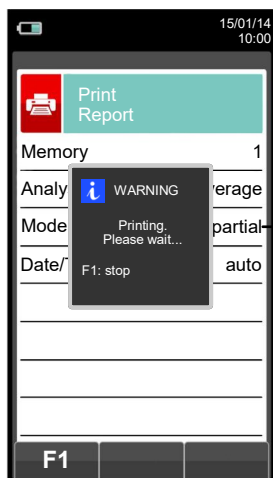 15/01/14
10:00
Print
Report
Memory 1
Analy verage
Mode partial
Date/ auto
WARNING
Printing.
Please wait...
F1: stop
F1